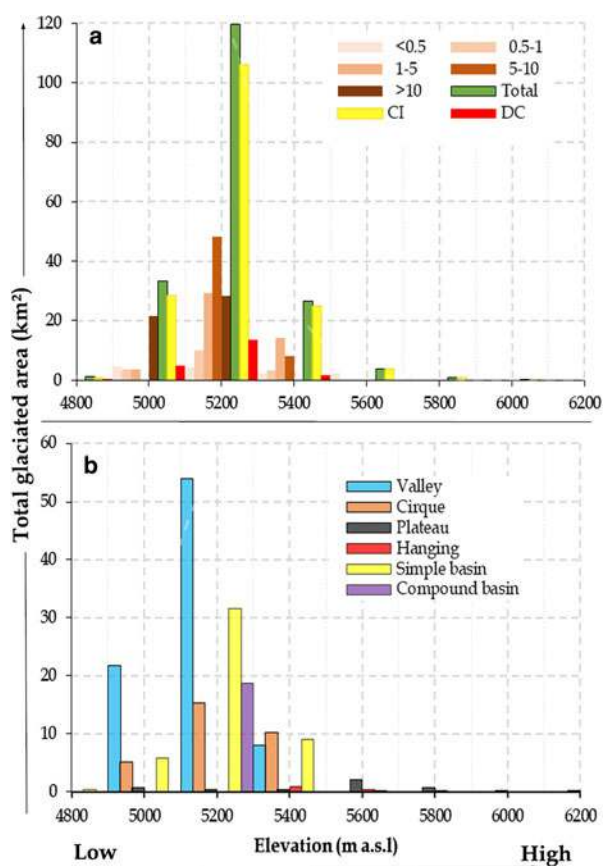 a
120
100
80
60
40
20
0
<0.5 0.5-1
1-5 5-10
>10 Total
CI DC
4800 5000 5200 5400 5600 5800 6000 6200
Total glaciated area (km²)
b
60
50
40
30
20
10
0
Valley
Cirque
Plateau
Hanging
Simple basin
Compound basin
4800 5000 5200 5400 5600 5800 6000 6200
Low Elevation (m a.s.l) High